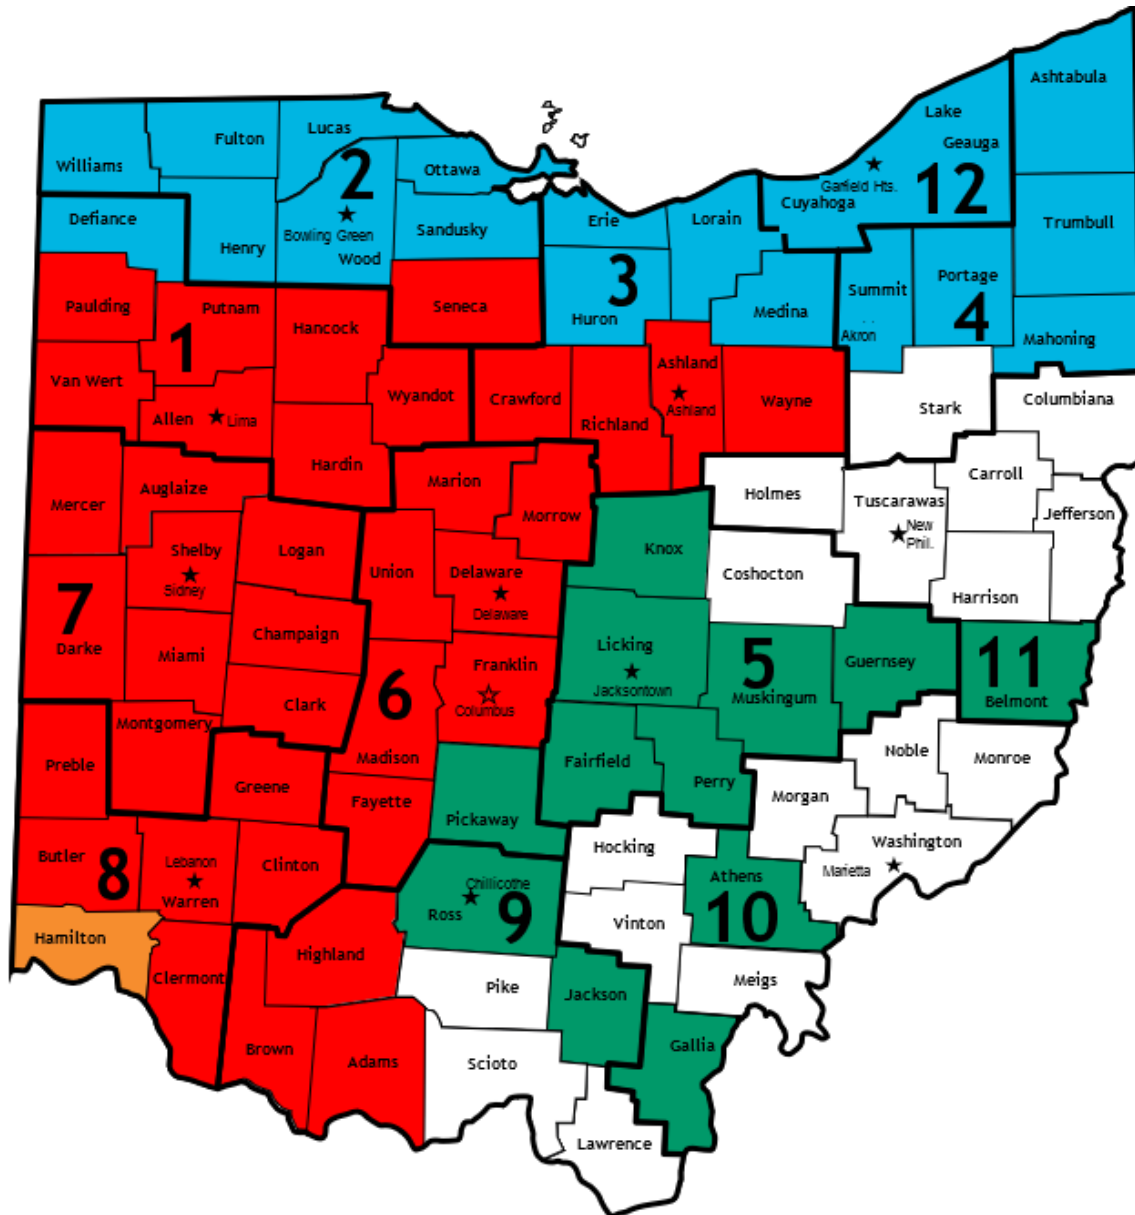 Ashtabula
Lake
Geauga
Lucas
Fulton
Williams
2
Ottawa
Garfield Hts.
12
Cuyahoga
Defiance
Henry
Bowling Green
Wood
Sandusky
Erie
Lorain
Trumbull
Paulding
Putnam
Hancock
Seneca
3
Huron
Medina
Summit
Portage
4
Akron
Mahoning
1
Van Wert
Allen
Lima
Wyandot
Crawford
Richland
Ashland
Ashland
Wayne
Stark
Columbiana
Hardin
Marion
Morrow
Mercer
Auglaize
Holmes
Tuscarawas
New
Phil.
Carroll
Jefferson
Shelby
Sidney
Logan
Union
Delaware
Delaware
Knox
Coshocton
Harrison
7
Darke
Miami
Champaign
Clark
Franklin
Columbus
6
Madison
Licking
Jacksontown
5
Muskingum
Guernsey
11
Belmont
Montgomery
Preble
Greene
Fayette
Pickaway
Fairfield
Perry
Morgan
Noble
Monroe
Butler
8
Lebanon
Warren
Clinton
Hocking
Athens
10
Washington
Marietta
Chillicothe
Ross
9
Vinton
Meigs
Hamilton
Clermont
Highland
Pike
Jackson
Gallia
Brown
Adams
Scioto
Lawrence